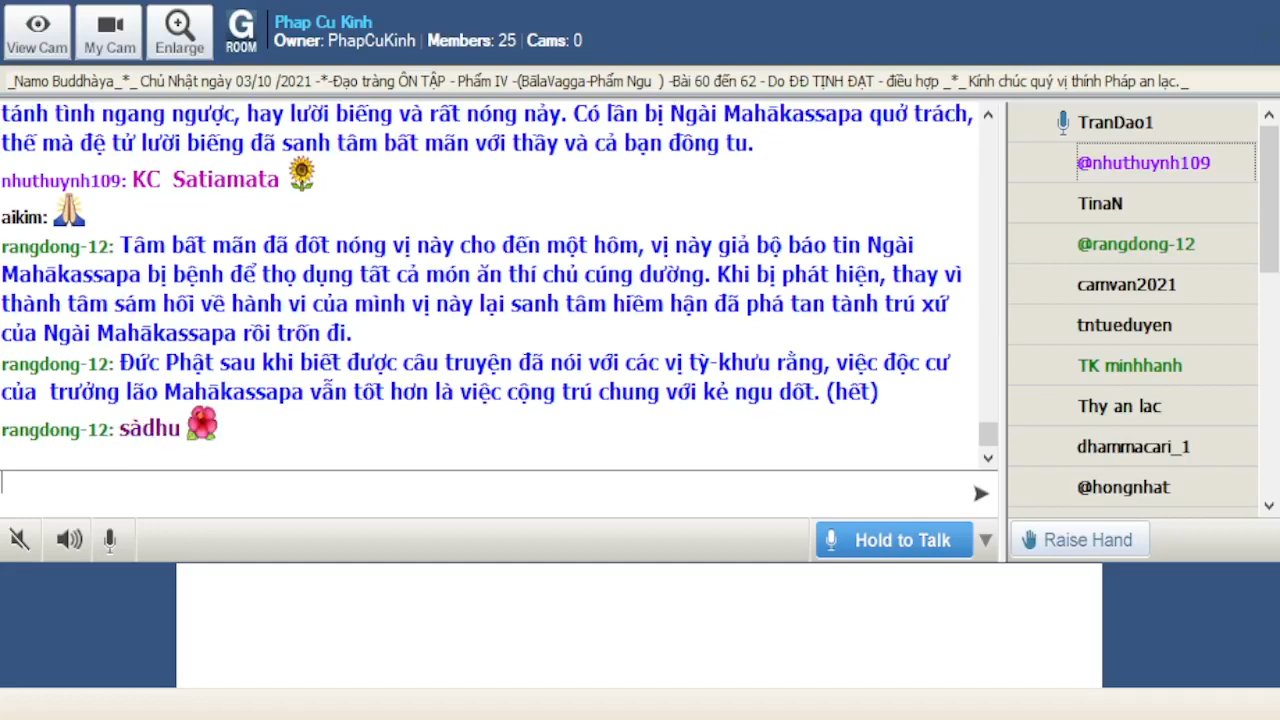 View Cam
My Cam
Enlarge
G
ROOM
Phap Cu Kinh
Owner: PhapCuKinh | Members: 25 | Cams: 0
_Namo Buddhàya_*_ Chủ Nhật ngày 03/10 /2021 -*-Đạo tràng ÔN TẬP - Phẩm IV -(BãlaVagga-Phẩm Ngu ) -Bài 60 đến 62 - Do ĐĐ TỊNH ĐẠT - điều hợp _*_ Kính chúc quý vị thính Pháp an lạc._
tánh tình ngang ngược, hay lười biếng và rất nóng nảy. Có lần bị Ngài Mahākassapa quở trách,
thế mà đệ tử lười biếng đã sanh tâm bất mãn với thầy và cả bạn đồng tu.
nhuthuynh109: KC Satiamata
aikim:
rangdong-12: Tâm bất mãn đã đốt nóng vị này cho đến một hôm, vị này giả bộ báo tin Ngài
Mahākassapa bị bệnh để thọ dụng tất cả món ăn thí chủ cúng dường. Khi bị phát hiện, thay vì
thành tâm sám hối về hành vi của mình vị này lại sanh tâm hiềm hận đã phá tan tành trú xứ
của Ngài Mahākassapa rồi trốn đi.
rangdong-12: Đức Phật sau khi biết được câu truyện đã nói với các vị tỳ-khưu rằng, việc độc cư
của trưởng lão Mahākassapa vẫn tốt hơn là việc cộng trú chung với kẻ ngu dốt. (hết)
rangdong-12: sàdhu
TranDao1
@nhuthuynh109
TinaN
@rangdong-12
camvan2021
tntueduyen
TK minhhanh
Thy an lac
dhammacari_1
@hongnhat
Hold to Talk
Raise Hand